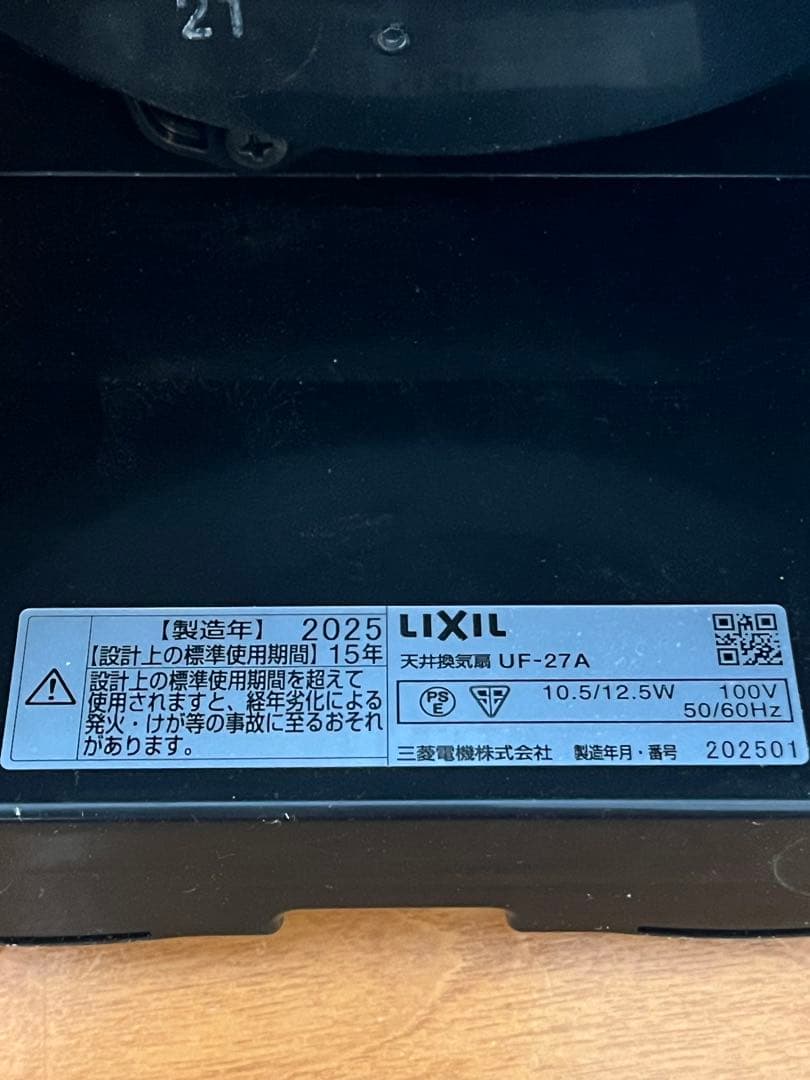 21
【製造年】 2025
【設計上の標準使用期間】15年
設計上の標準使用期間を超えて
使用されますと、経年劣化による
発火・けが等の事故に至るおそれ
があります。
LIXIL
天井換気扇 UF-27A
PS
E
10.5/12.5W 100V
50/60Hz
三菱電機株式会社 製造年月・番号 202501